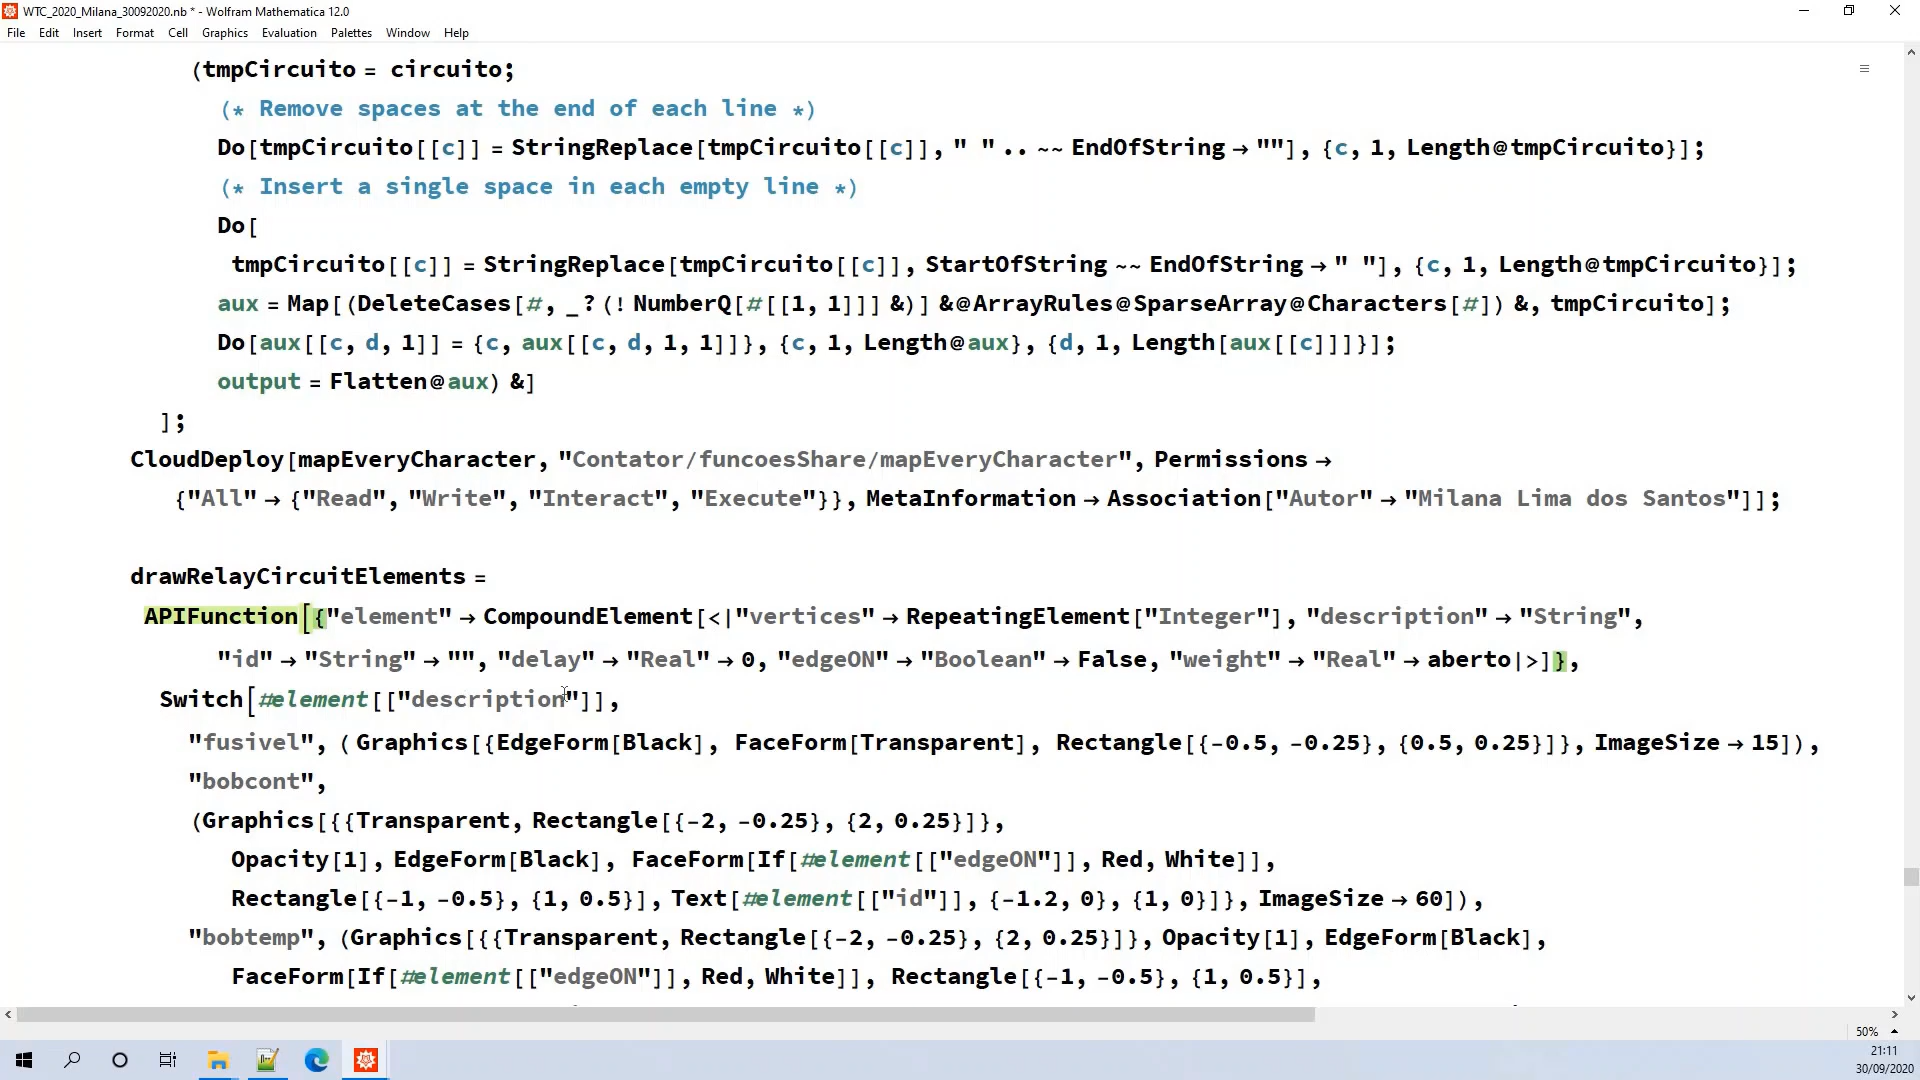 WTC_2020_Milana_30092020.nb * - Wolfram Mathematica 12.0
File Edit Insert Format Cell Graphics Evaluation Palettes Window Help
(tmpCircuito = circuito;
(* Remove spaces at the end of each line *)
Do[tmpCircuito[[c]] = StringReplace[tmpCircuito[[c]], " " .. ~~ EndOfString → ""], {c, 1, Length@tmpCircuito}];
(* Insert a single space in each empty line *)
Do[
tmpCircuito[[c]] = StringReplace[tmpCircuito[[c]], StartOfString ~~ EndOfString → " "], {c, 1, Length@tmpCircuito}];
aux = Map[(DeleteCases[#, _?(! NumberQ[#[[1, 1]]] &)] &@ArrayRules@SparseArray@Characters[#]) &, tmpCircuito];
Do[aux[[c, d, 1]] = {c, aux[[c, d, 1, 1]]}, {c, 1, Length@aux}, {d, 1, Length[aux[[c]]]}];
output = Flatten@aux) &]
];
CloudDeploy[mapEveryCharacter, "Contator/funcoesShare/mapEveryCharacter", Permissions →
{"All" → {"Read", "Write", "Interact", "Execute"}}, MetaInformation → Association["Autor" → "Milana Lima dos Santos"]];
drawRelayCircuitElements =
APIFunction[{"element" → CompoundElement[<|"vertices" → RepeatingElement["Integer"], "description" → "String",
"id" → "String" → "", "delay" → "Real" → 0, "edgeON" → "Boolean" → False, "weight" → "Real" → aberto|>]},
Switch[#element[["description"]],
"fusivel", (Graphics[{EdgeForm[Black], FaceForm[Transparent], Rectangle[{-0.5, -0.25}, {0.5, 0.25}]}, ImageSize → 15]),
"bobcont",
(Graphics[{{Transparent, Rectangle[{-2, -0.25}, {2, 0.25}]},
Opacity[1], EdgeForm[Black], FaceForm[If[#element[["edgeON"]], Red, White]],
Rectangle[{-1, -0.5}, {1, 0.5}], Text[#element[["id"]], {-1.2, 0}, {1, 0}]}, ImageSize → 60]),
"bobtemp", (Graphics[{{Transparent, Rectangle[{-2, -0.25}, {2, 0.25}]}, Opacity[1], EdgeForm[Black],
FaceForm[If[#element[["edgeON"]], Red, White]], Rectangle[{-1, -0.5}, {1, 0.5}],
50%
21:11
30/09/2020